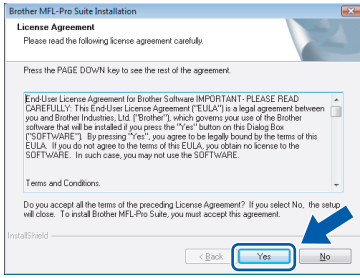 Brother MFL-Pro Suite Installation
License Agreement
Please read the following license agreement carefully.
Press the PAGE DOWN key to see the rest of the agreement.
End-User License Agreement for Brother Software IMPORTANT- PLEASE READ
CAREFULLY: This End-User License Agreement ("EULA") is a legal agreement between
you and Brother Industries, Ltd. ("Brother"), which governs your use of the Brother
software that will be installed if you press the "Yes" button on this Dialog Box
("SOFTWARE"). By pressing "Yes", you agree to be legally bound by the terms of this
EULA. If you do not agree to the terms of this EULA, you obtain no license to the
SOFTWARE. In such case, you may not use the SOFTWARE.
Terms and Conditions.
Do you accept all the terms of the preceding License Agreement? If you select No, the setup
will close. To install Brother MFL-Pro Suite, you must accept this agreement.
InstallShield
< Back
Yes
No